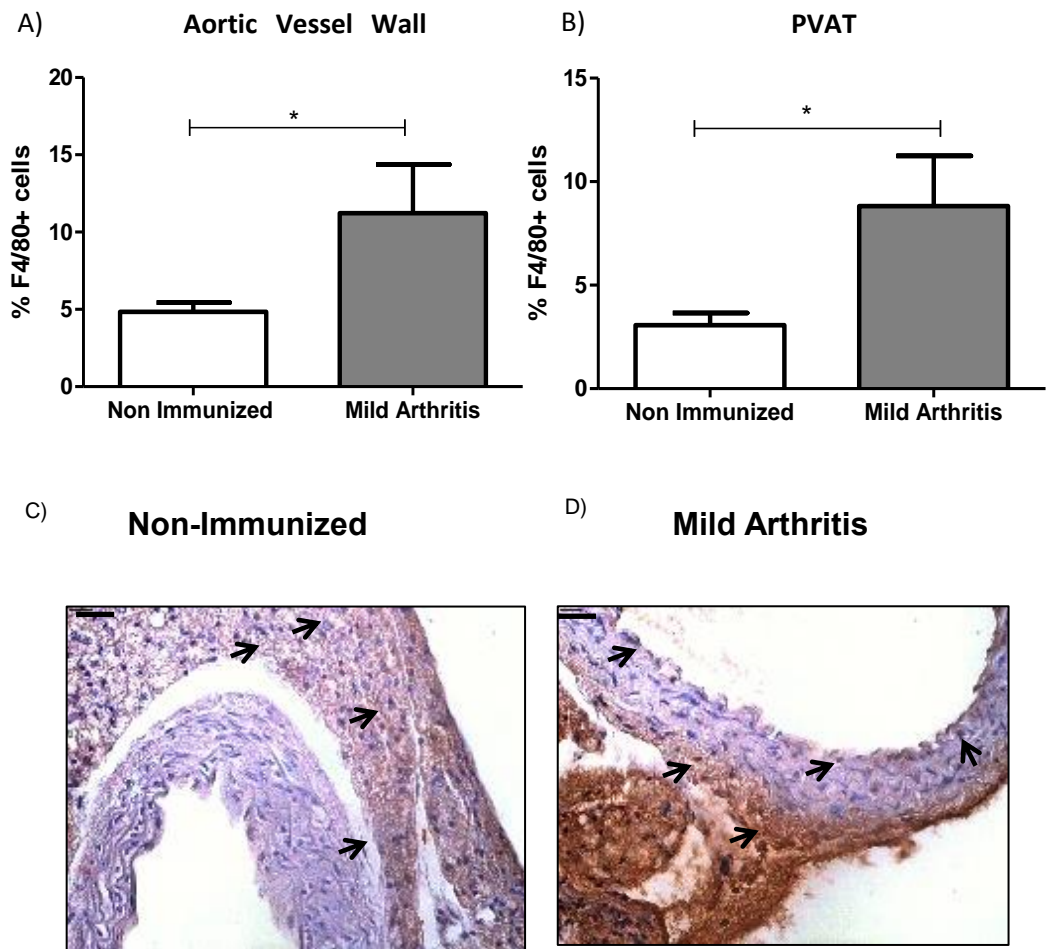 A) Aortic Vessel Wall
% F4/80+ cells
20
15
10
5
0
*
Non Immunized Mild Arthritis
B) PVAT
% F4/80+ cells
15
10
5
0
*
Non Immunized Mild Arthritis
C) Non-Immunized
D) Mild Arthritis